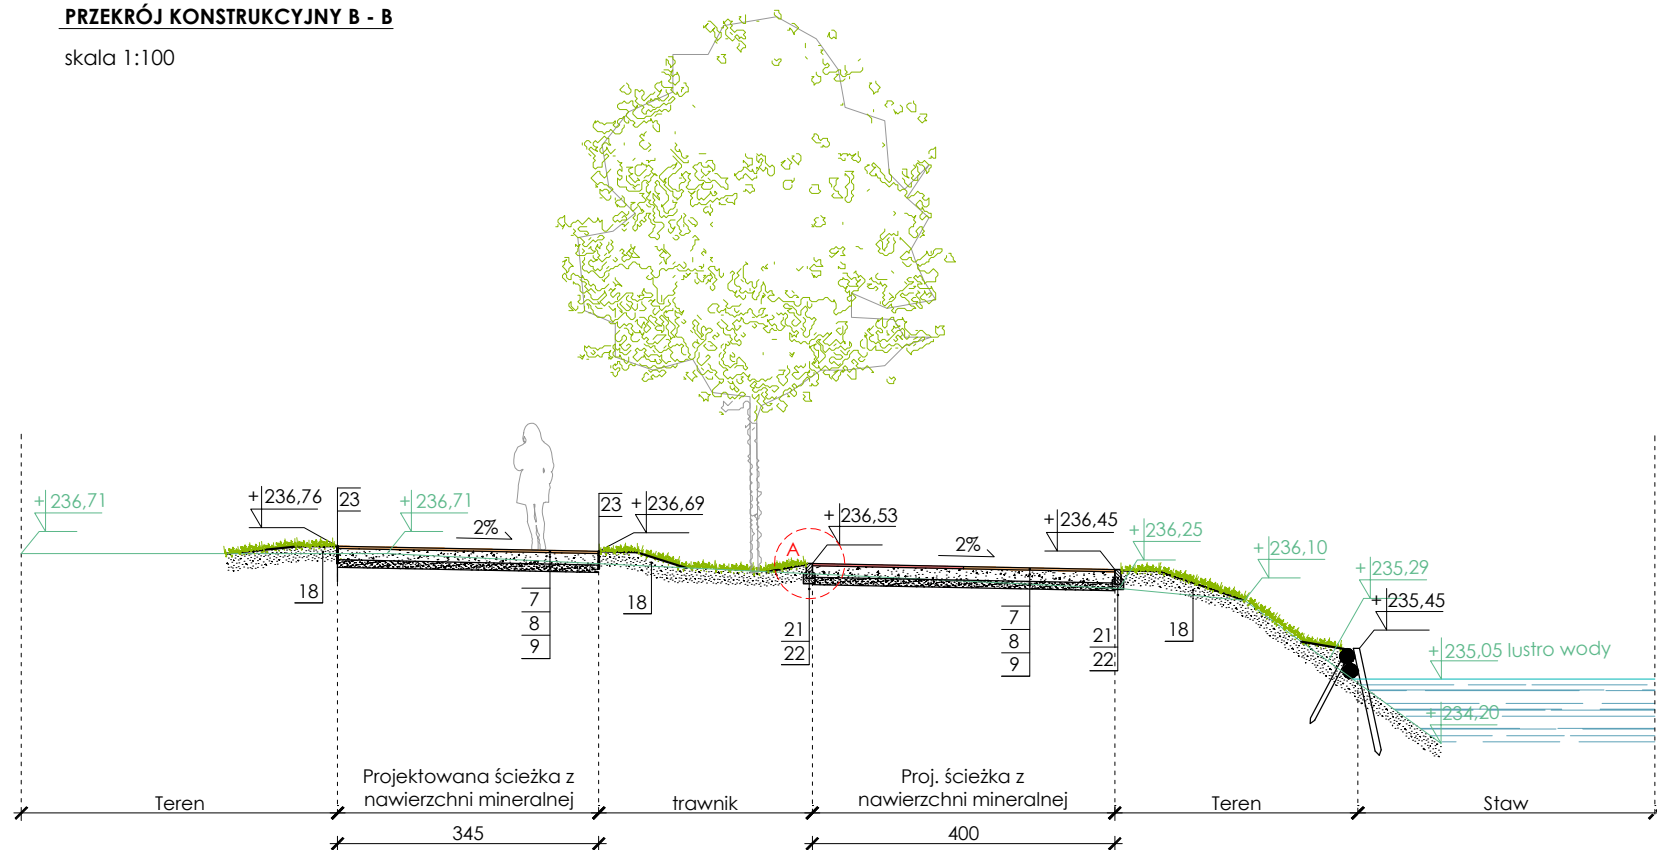 PRZEKRÓJ KONSTRUKCYJNY B - B
skala 1:100
+236,71
+236,76
23
+236,71
2%
23
+236,69
A
+236,53
2%
+236,45
+236,25
+236,10
+235,29
+235,45
+235,05 lustro wody
+234,20
18
7
8
9
18
21
22
7
8
9
21
22
18
Teren
Projektowana ścieżka z
nawierzchni mineralnej
trawnik
Proj. ścieżka z
nawierzchni mineralnej
Teren
Staw
345
400